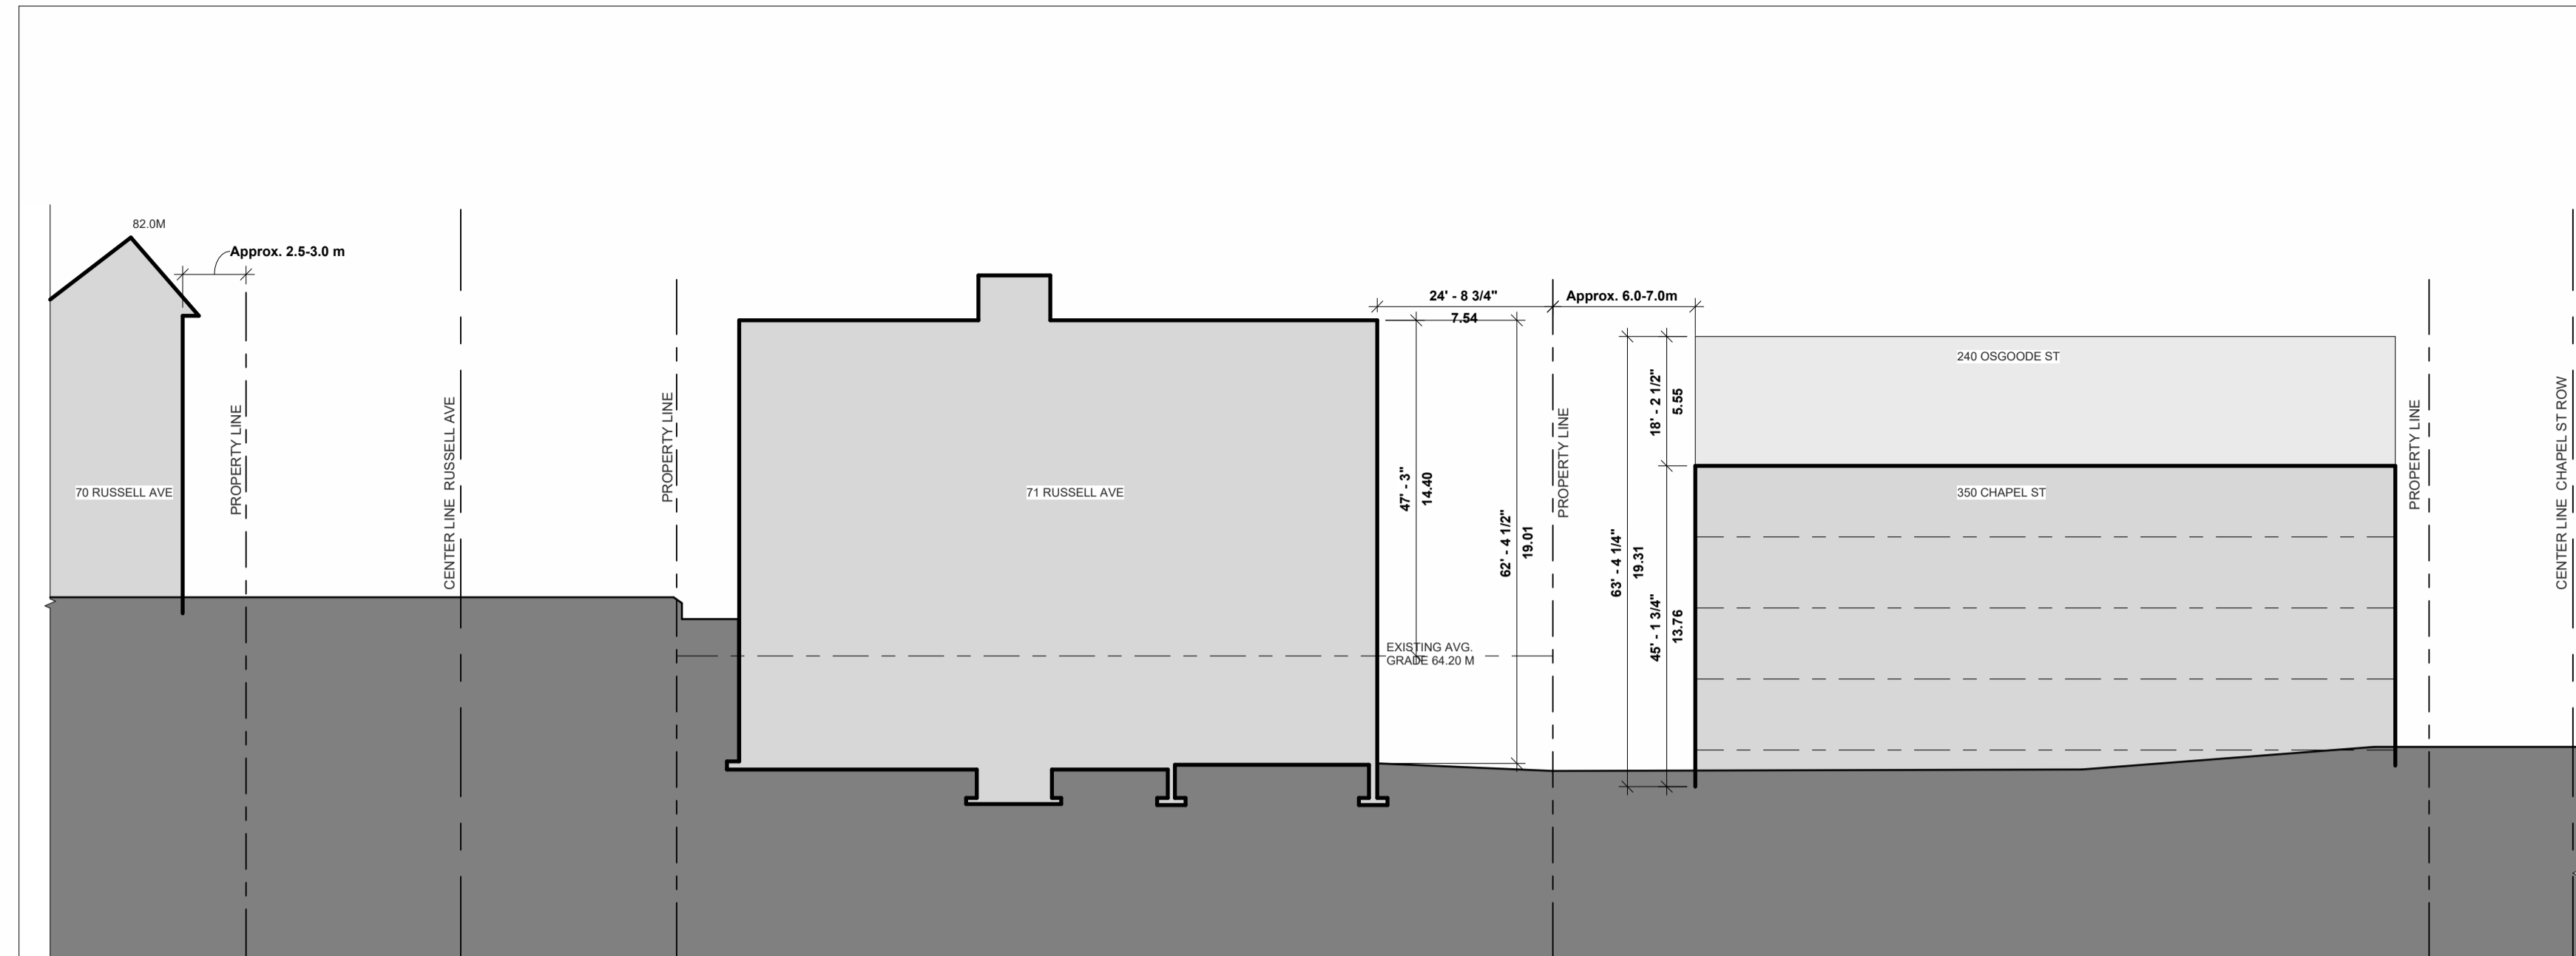 82.0M
Approx. 2.5-3.0 m
70 RUSSELL AVE
PROPERTY LINE
CENTER LINE  RUSSELL AVE
PROPERTY LINE
71 RUSSELL AVE
24' - 8 3/4"
7.54
47' - 3"
14.40
62' - 4 1/2"
19.01
EXISTING AVG.
GRADE 64.20 M
PROPERTY LINE
Approx. 6.0-7.0m
63' - 4 1/4"
19.31
18' - 2 1/2"
5.55
45' - 1 3/4"
13.76
240 OSGOODE ST
350 CHAPEL ST
PROPERTY LINE
CENTER LINE  CHAPEL ST ROW